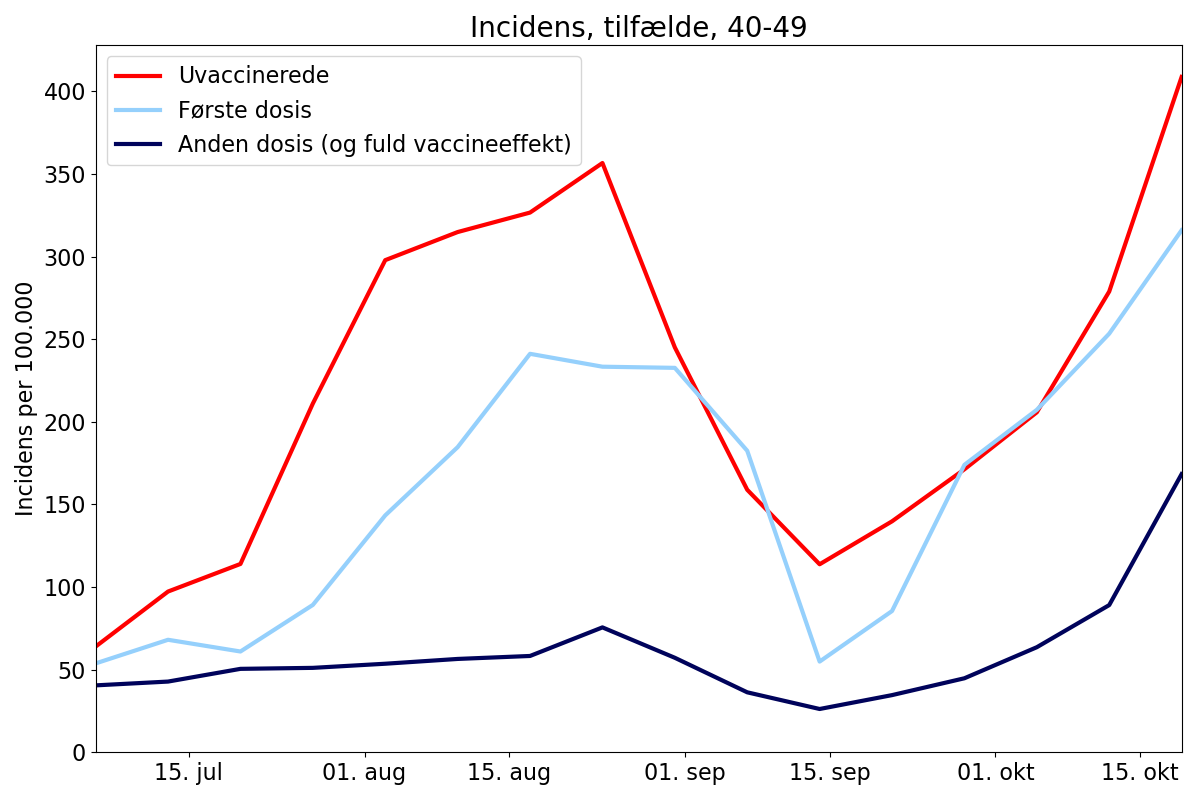 Incidens, tilfælde, 40-49
Uvaccinerede
Første dosis
Anden dosis (og fuld vaccineeffekt)
Incidens per 100.000
400
350
300
250
200
150
100
50
0
15. jul
01. aug
15. aug
01. sep
15. sep
01. okt
15. okt